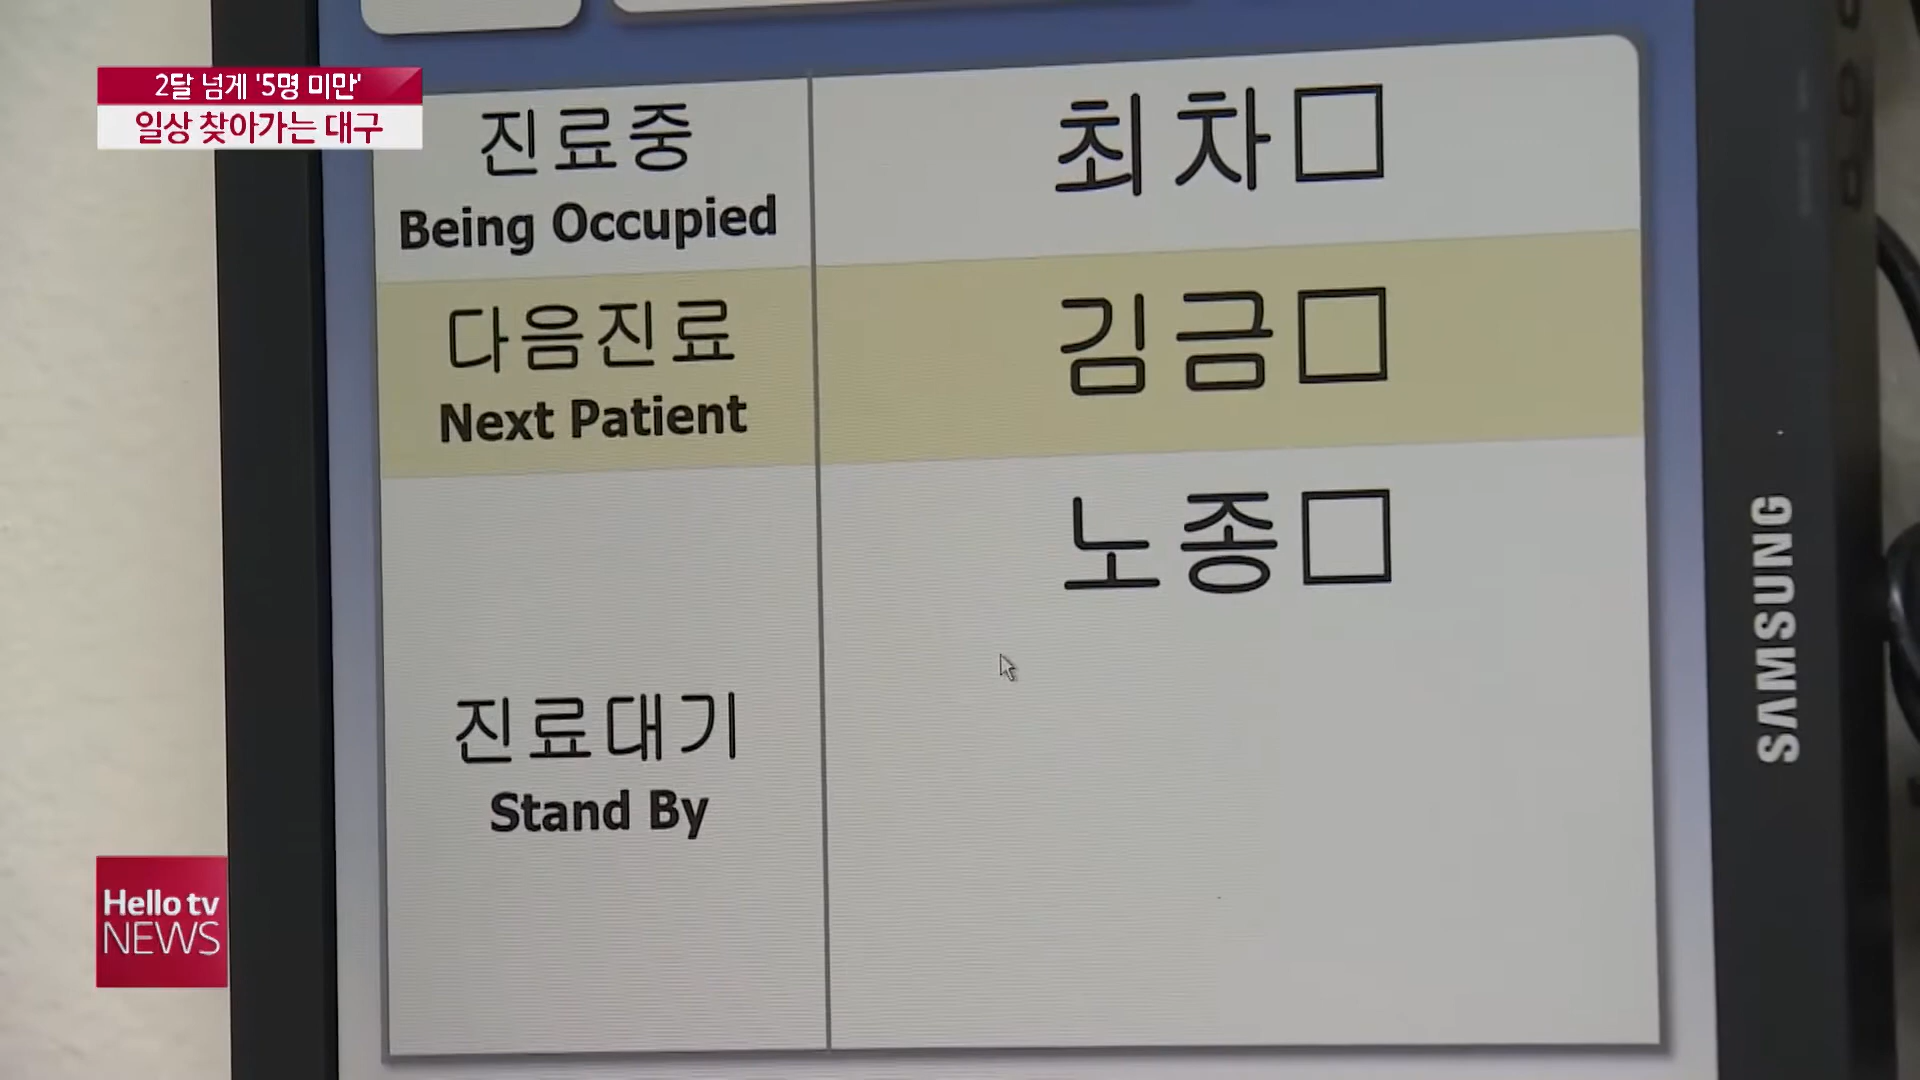 2달 넘게 '5명 미만'
일상 찾아가는 대구
진료중
Being Occupied
최차□
다음진료
Next Patient
김금□
노종□
진료대기
Stand By
SAMSUNG
Hello tv
NEWS